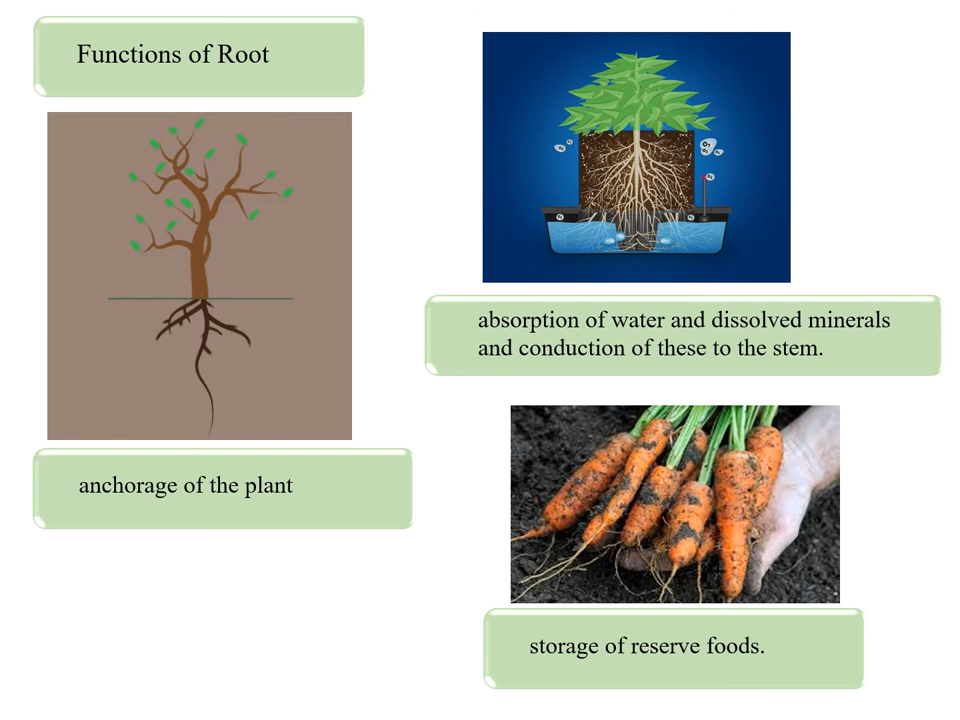 Functions of Root
anchorage of the plant
absorption of water and dissolved minerals
and conduction of these to the stem.
storage of reserve foods.